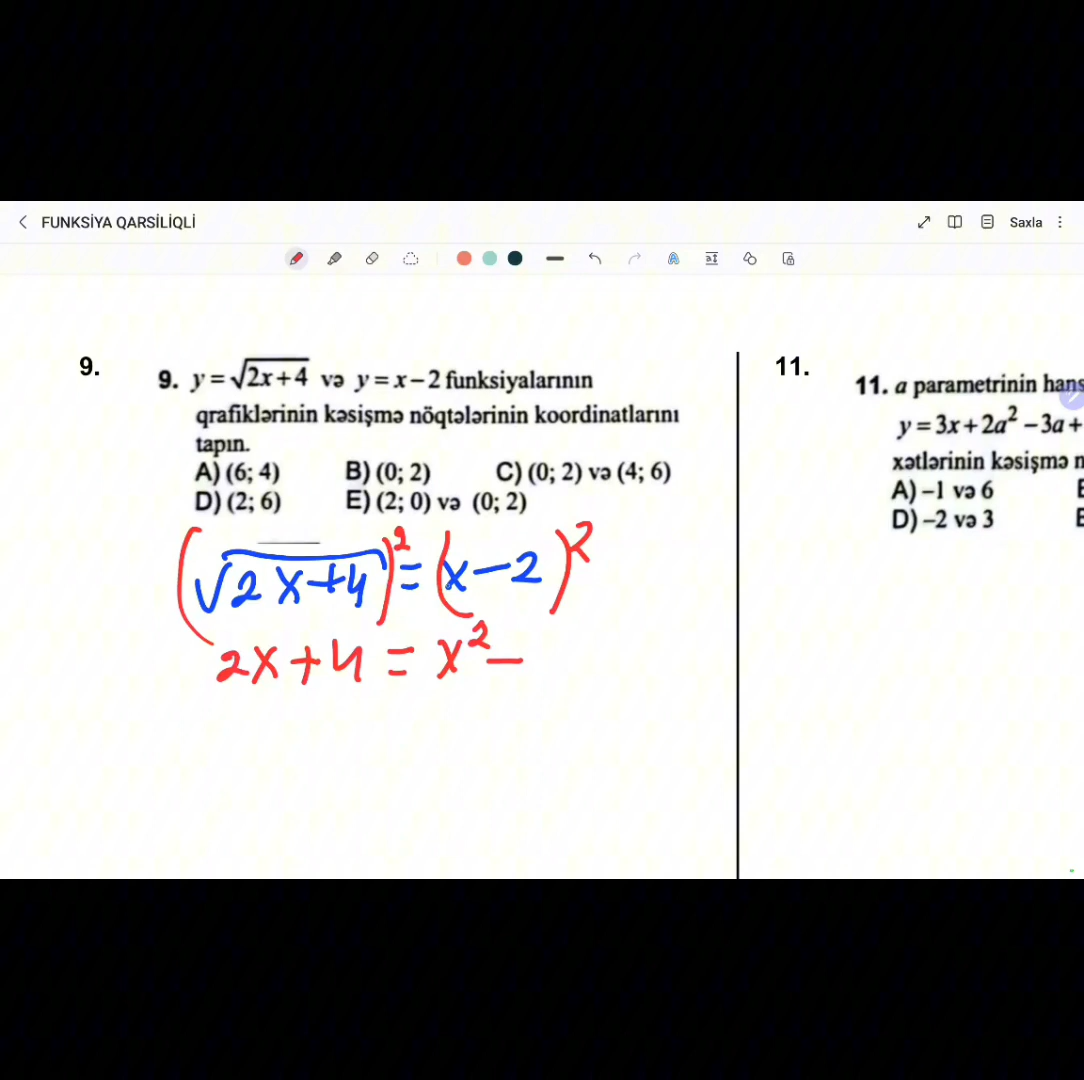 FUNKSİYA QARSİLİQLİ
Saxla
9.
9. y = √2x+4 və y = x − 2 funksiyalarının
qrafiklərinin kəsişmə nöqtələrinin koordinatlarını
tapın.
A) (6; 4) B) (0; 2) C) (0; 2) və (4; 6)
D) (2; 6) E) (2; 0) və (0; 2)
(√2x+4)² = (x−2)²
2x+4 = x² −
11.
11. a parametrinin hans
y = 3x + 2a² − 3a +
xətlərinin kəsişmə n
A) −1 və 6
D) −2 və 3